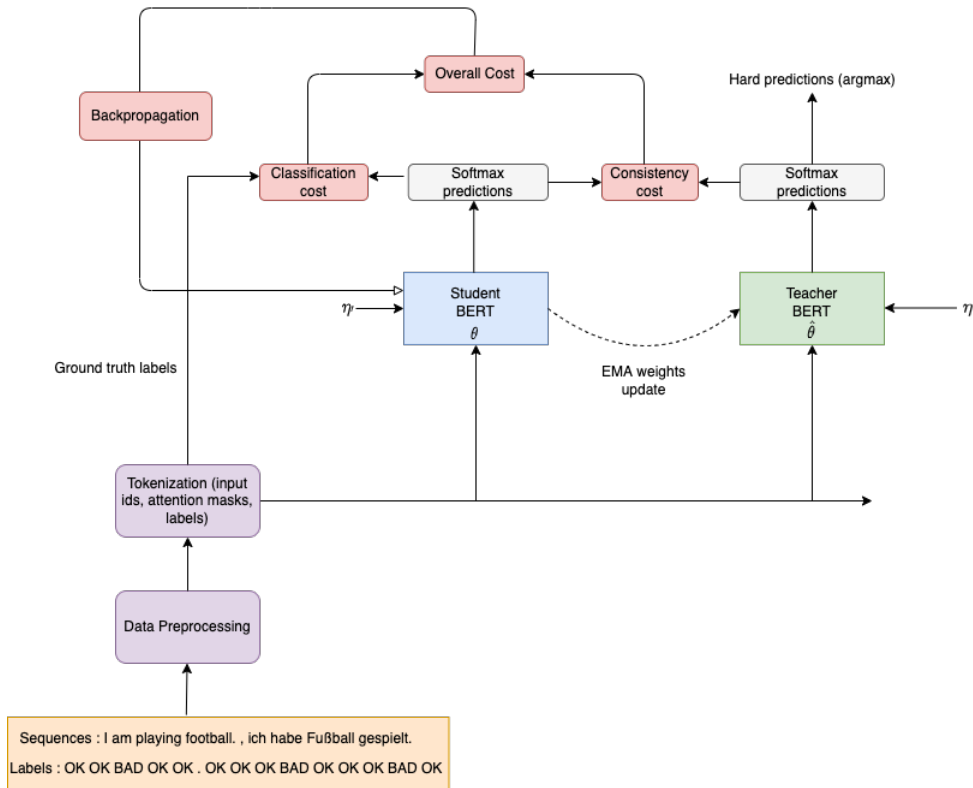 Overall Cost
Hard predictions (argmax)
Backpropagation
Classification
cost
Softmax
predictions
Consistency
cost
Softmax
predictions
η'
Student
BERT
θ
Teacher
BERT
θ̂
η
Ground truth labels
EMA weights
update
Tokenization (input
ids, attention masks,
labels)
Data Preprocessing
Sequences : I am playing football. , ich habe Fußball gespielt.
Labels : OK OK BAD OK OK . OK OK OK BAD OK OK OK BAD OK